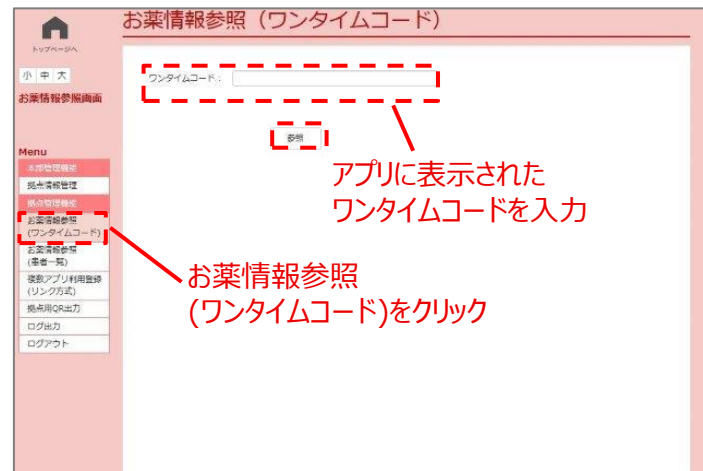 お薬情報参照（ワンタイムコード）
トップページへ
小 中 大
お薬情報参照画面
ワンタイムコード：
参照
アプリに表示された
ワンタイムコードを入力
Menu
本部管理機能
拠点情報管理
拠点管理機能
お薬情報参照
(ワンタイムコード)
お薬情報参照
(患者一覧)
複数アプリ利用登録
(リンク方式)
拠点用QR出力
ログ出力
ログアウト
お薬情報参照
(ワンタイムコード)をクリック